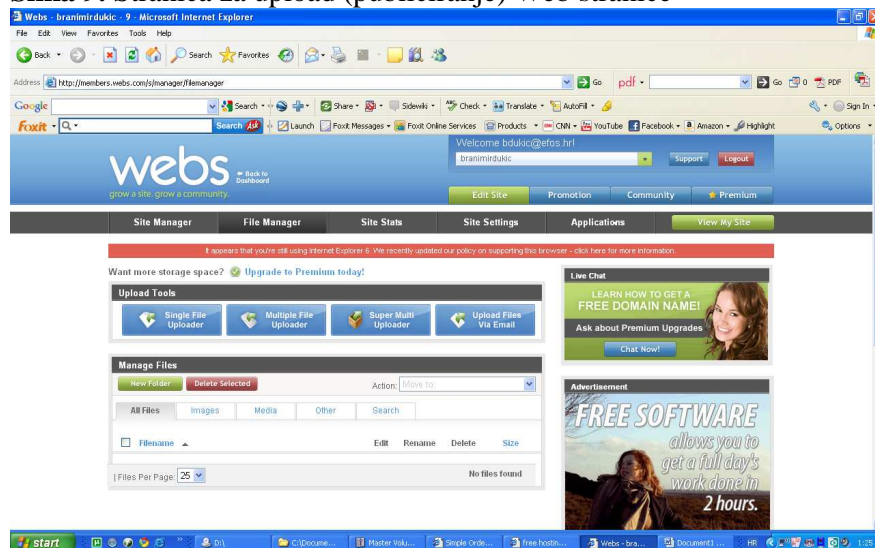 Slika 9: Stranica za upload (publiciranje) Web stranice
Webs - branimirdukic - 9 - Microsoft Internet Explorer
File Edit View Favorites Tools Help
Back Search Favorites
Address http://members.webs.com/s/manager/filemanager Go pdf Go 0 PDF
Google Search Share Sidewiki Check Translate AutoFill Sign In
Foxit Search Launch Foxit Messages Foxit Online Services Products CNN YouTube Facebook Amazon Highlight Options
Welcome bdukic@efos.hr!
branimirdukic Support Logout
webs Back to Dashboard
grow a site. grow a community.
Edit Site Promotion Community Premium
Site Manager File Manager Site Stats Site Settings Applications View My Site
It appears that you're still using Internet Explorer 6. We recently updated our policy on supporting this browser - click here for more information.
Want more storage space? Upgrade to Premium today!
Upload Tools
Single File Uploader
Multiple File Uploader
Super Multi Uploader
Upload Files Via Email
Manage Files
New Folder Delete Selected Action: Move to:
All Files Images Media Other Search
Filename Edit Rename Delete Size
| Files Per Page: 25 No files found
Live Chat
LEARN HOW TO GET A
FREE DOMAIN NAME!
Ask about Premium Upgrades
Chat Now!
Advertisement
FREE SOFTWARE
allows you to
get a full day's
work done in
2 hours.
start D:\ C:\Docume... Master Volu... Simple Orde... free hostin... Webs - bra... Document1 ... HR 1:25